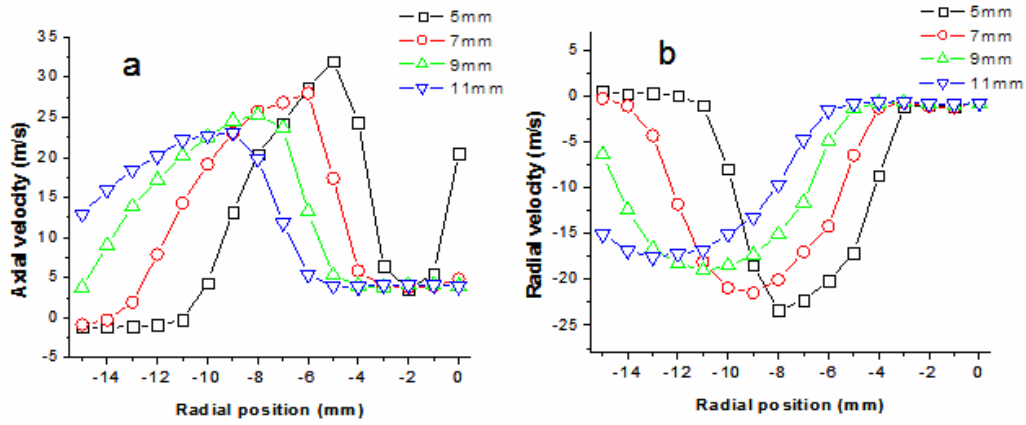 5mm
7mm
9mm
11mm
a
35
30
25
20
15
10
5
0
-5
Axial velocity (m/s)
-14 -12 -10 -8 -6 -4 -2 0
Radial position (mm)
5mm
7mm
9mm
11mm
b
5
0
-5
-10
-15
-20
-25
Radial velocity (m/s)
-14 -12 -10 -8 -6 -4 -2 0
Radial position (mm)